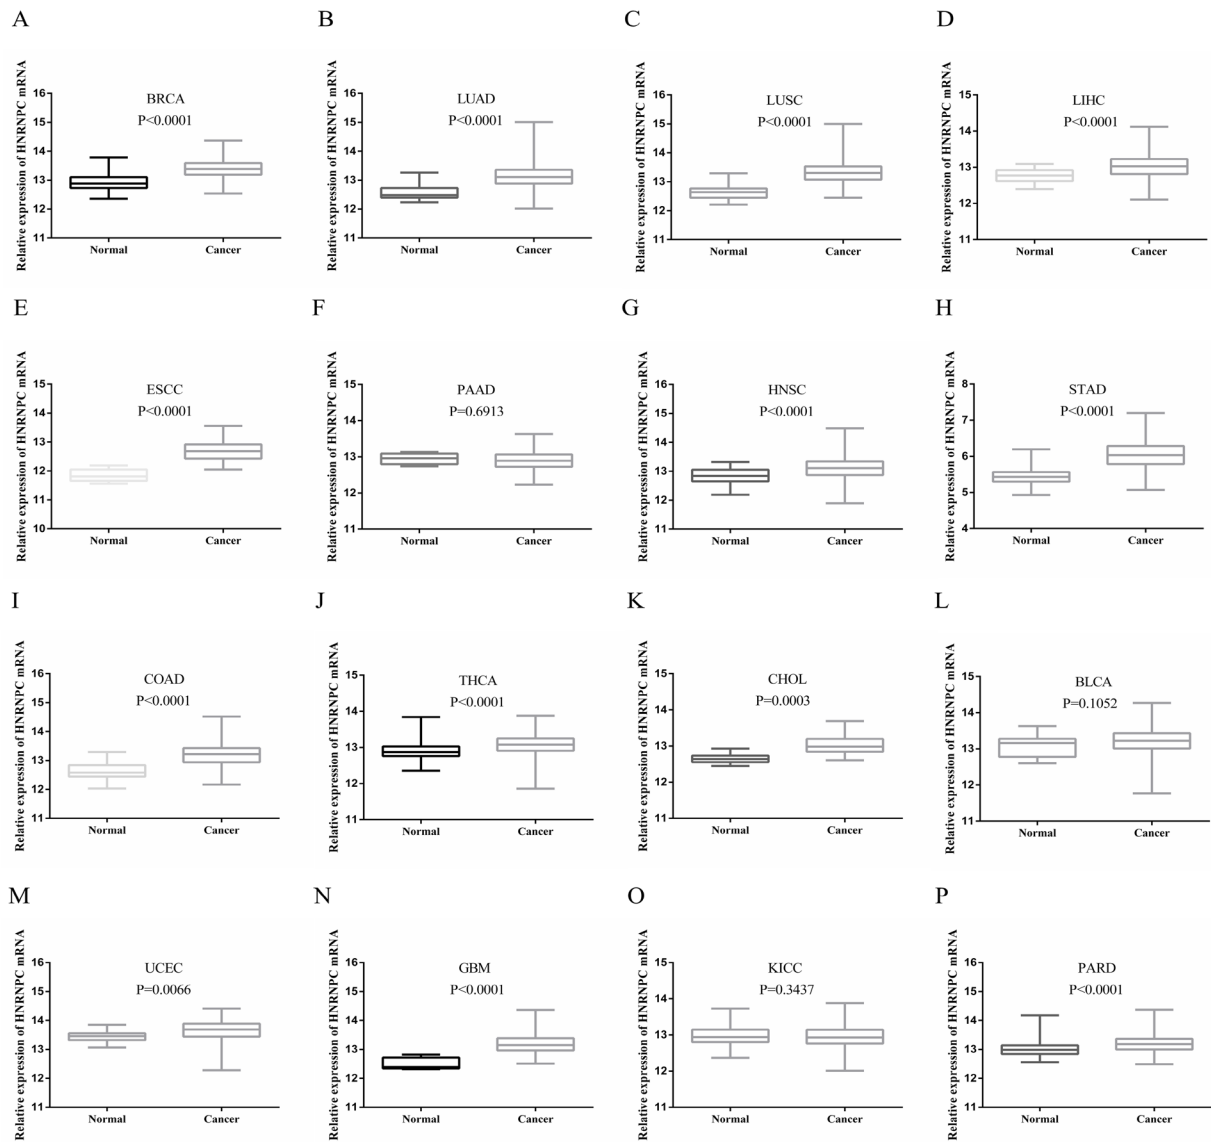 A
Relative expression of HNRNPC mRNA
16
15
14
13
12
11
BRCA
P<0.0001
Normal Cancer
B
Relative expression of HNRNPC mRNA
16
15
14
13
12
11
LUAD
P<0.0001
Normal Cancer
C
Relative expression of HNRNPC mRNA
16
15
14
13
12
11
LUSC
P<0.0001
Normal Cancer
D
Relative expression of HNRNPC mRNA
15
14
13
12
11
LIHC
P<0.0001
Normal Cancer
E
Relative expression of HNRNPC mRNA
15
14
13
12
11
10
ESCC
P<0.0001
Normal Cancer
F
Relative expression of HNRNPC mRNA
15
14
13
12
11
PAAD
P=0.6913
Normal Cancer
G
Relative expression of HNRNPC mRNA
16
15
14
13
12
11
HNSC
P<0.0001
Normal Cancer
H
Relative expression of HNRNPC mRNA
8
7
6
5
4
STAD
P<0.0001
Normal Cancer
I
Relative expression of HNRNPC mRNA
16
15
14
13
12
11
COAD
P<0.0001
Normal Cancer
J
Relative expression of HNRNPC mRNA
15
14
13
12
11
THCA
P<0.0001
Normal Cancer
K
Relative expression of HNRNPC mRNA
15
14
13
12
11
CHOL
P=0.0003
Normal Cancer
L
Relative expression of HNRNPC mRNA
15
14
13
12
11
BLCA
P=0.1052
Normal Cancer
M
Relative expression of HNRNPC mRNA
16
15
14
13
12
11
UCEC
P=0.0066
Normal Cancer
N
Relative expression of HNRNPC mRNA
16
15
14
13
12
11
GBM
P<0.0001
Normal Cancer
O
Relative expression of HNRNPC mRNA
15
14
13
12
11
KICC
P=0.3437
Normal Cancer
P
Relative expression of HNRNPC mRNA
16
15
14
13
12
11
PARD
P<0.0001
Normal Cancer